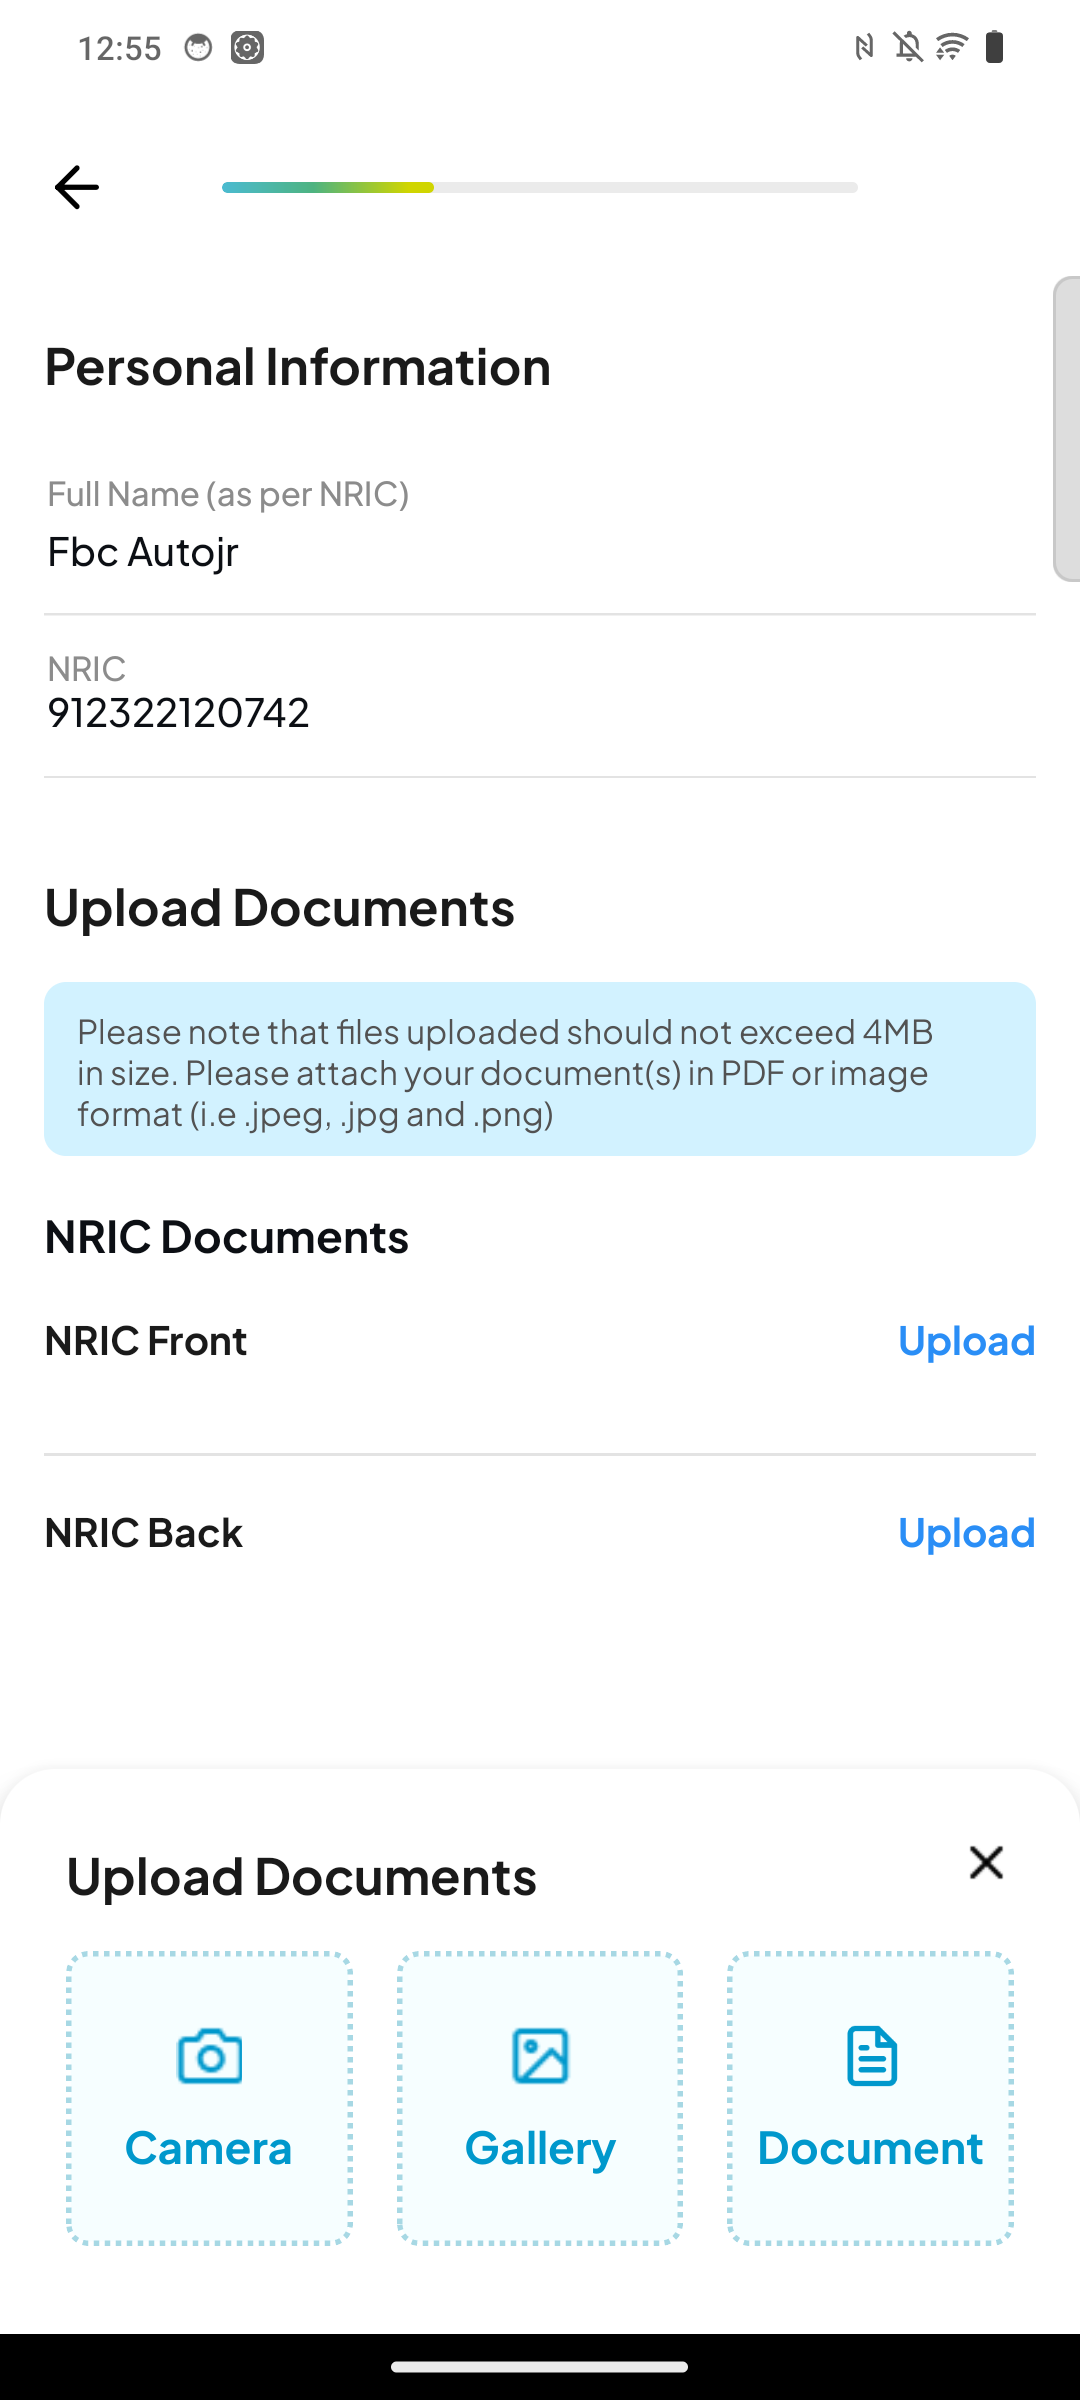 12:55
Personal Information
Full Name (as per NRIC)
Fbc Autojr
NRIC
912322120742
Upload Documents
Please note that files uploaded should not exceed 4MB
in size. Please attach your document(s) in PDF or image
format (i.e .jpeg, .jpg and .png)
NRIC Documents
NRIC Front
Upload
NRIC Back
Upload
Upload Documents
Camera
Gallery
Document